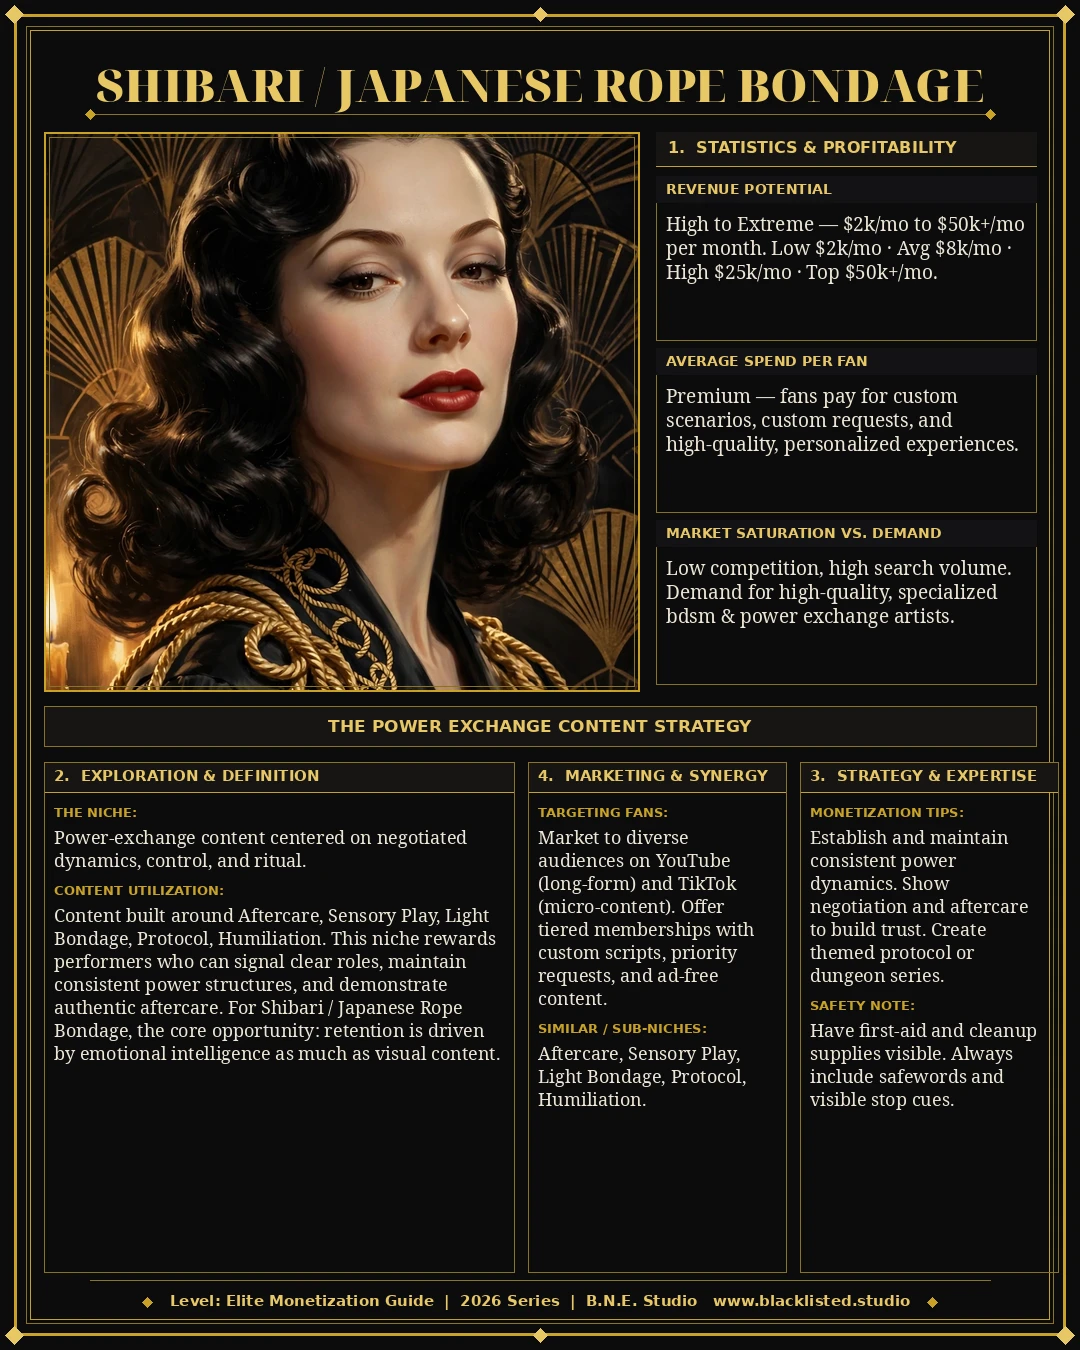 SHIBARI / JAPANESE ROPE BONDAGE
1. STATISTICS & PROFITABILITY
REVENUE POTENTIAL
High to Extreme — $2k/mo to $50k+/mo
per month. Low $2k/mo · Avg $8k/mo ·
High $25k/mo · Top $50k+/mo.
AVERAGE SPEND PER FAN
Premium — fans pay for custom
scenarios, custom requests, and
high-quality, personalized experiences.
MARKET SATURATION VS. DEMAND
Low competition, high search volume.
Demand for high-quality, specialized
bdsm & power exchange artists.
THE POWER EXCHANGE CONTENT STRATEGY
2. EXPLORATION & DEFINITION
THE NICHE:
Power-exchange content centered on negotiated
dynamics, control, and ritual.
CONTENT UTILIZATION:
Content built around Aftercare, Sensory Play, Light
Bondage, Protocol, Humiliation. This niche rewards
performers who can signal clear roles, maintain
consistent power structures, and demonstrate
authentic aftercare. For Shibari / Japanese Rope
Bondage, the core opportunity: retention is driven
by emotional intelligence as much as visual content.
4. MARKETING & SYNERGY
TARGETING FANS:
Market to diverse
audiences on YouTube
(long-form) and TikTok
(micro-content). Offer
tiered memberships with
custom scripts, priority
requests, and ad-free
content.
SIMILAR / SUB-NICHES:
Aftercare, Sensory Play,
Light Bondage, Protocol,
Humiliation.
3. STRATEGY & EXPERTISE
MONETIZATION TIPS:
Establish and maintain
consistent power
dynamics. Show
negotiation and aftercare
to build trust. Create
themed protocol or
dungeon series.
SAFETY NOTE:
Have first-aid and cleanup
supplies visible. Always
include safewords and
visible stop cues.
Level: Elite Monetization Guide | 2026 Series | B.N.E. Studio www.blacklisted.studio